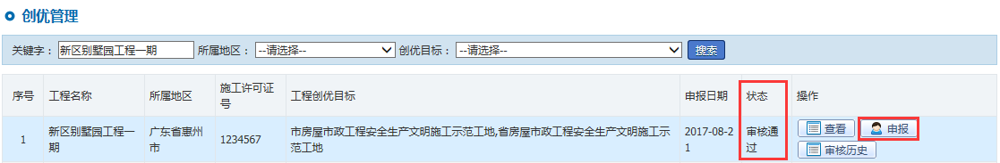 创优管理
关键字： 新区别墅园工程一期 所属地区： --请选择-- 创优目标： --请选择-- 搜索
序号 工程名称 所属地区 施工许可证号 工程创优目标 申报日期 状态 操作
1 新区别墅园工程一期 广东省惠州市 1234567 市房屋市政工程安全生产文明施工示范工地,省房屋市政工程安全生产文明施工示范工地 2017-08-21 审核通过 查看 申报
审核历史